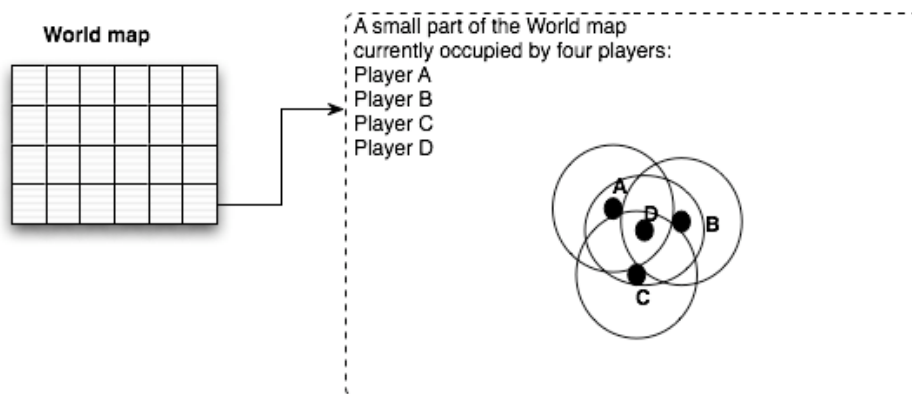 World map
A small part of the World map
currently occupied by four players:
Player A
Player B
Player C
Player D
A
D
B
C